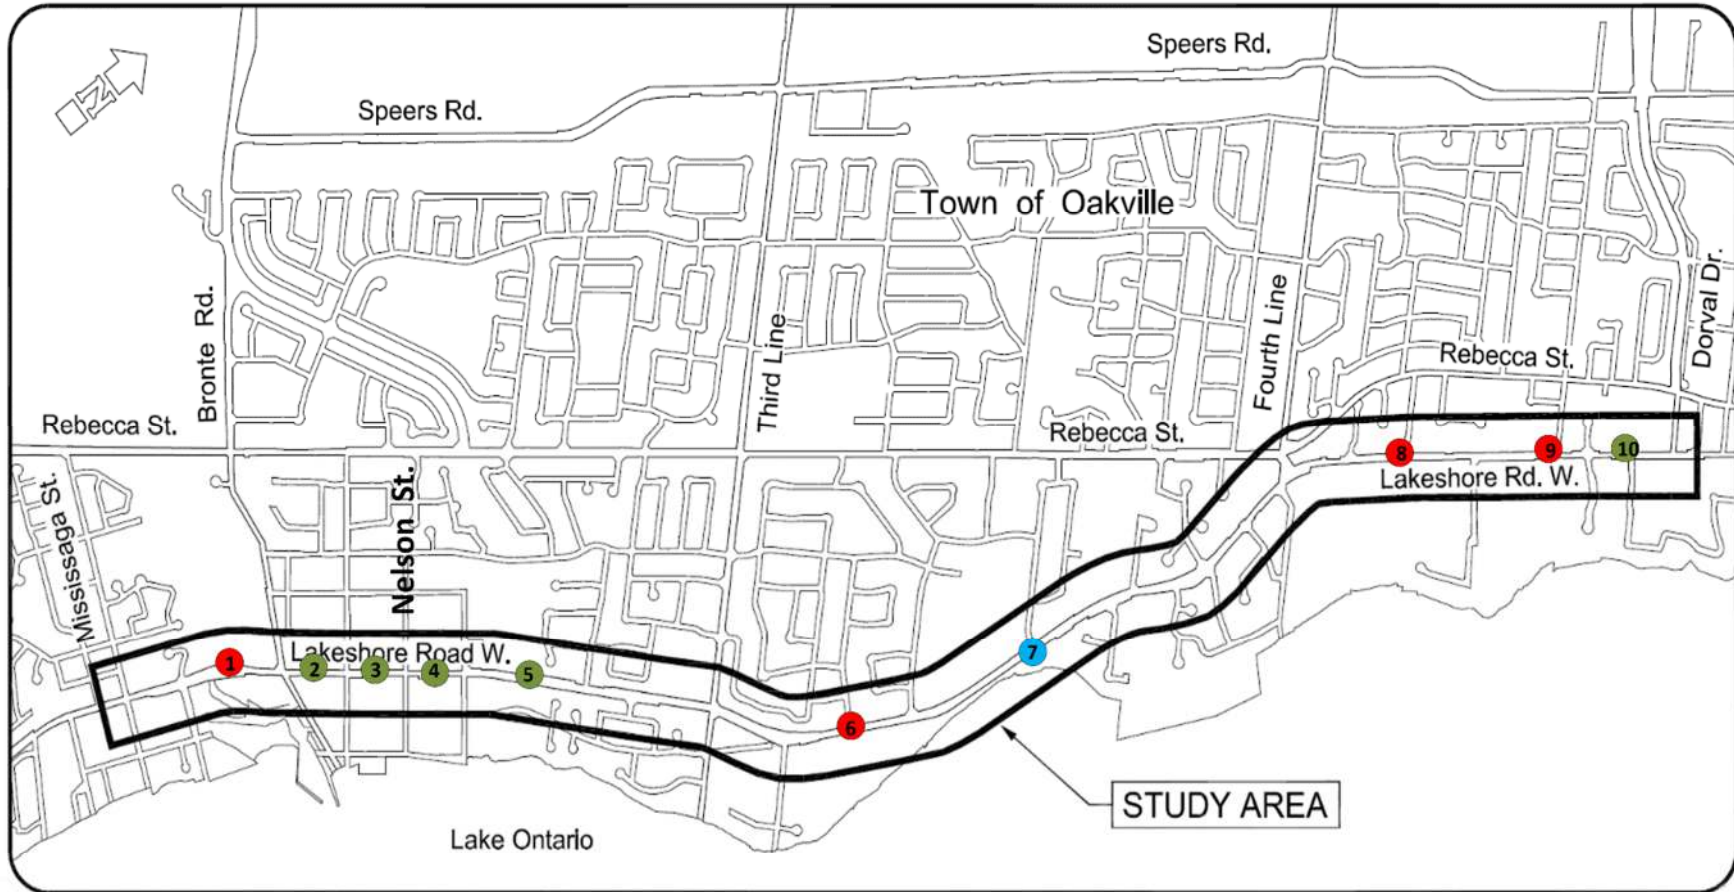 Speers Rd.
Speers Rd.
N
Town of Oakville
Bronte Rd.
Third Line
Fourth Line
Dorval Dr.
Rebecca St.
Rebecca St.
Rebecca St.
Mississaga St.
Nelson St.
8
9
10
Lakeshore Rd. W.
Lakeshore Road W.
1
2
3
4
5
6
7
STUDY AREA
Lake Ontario